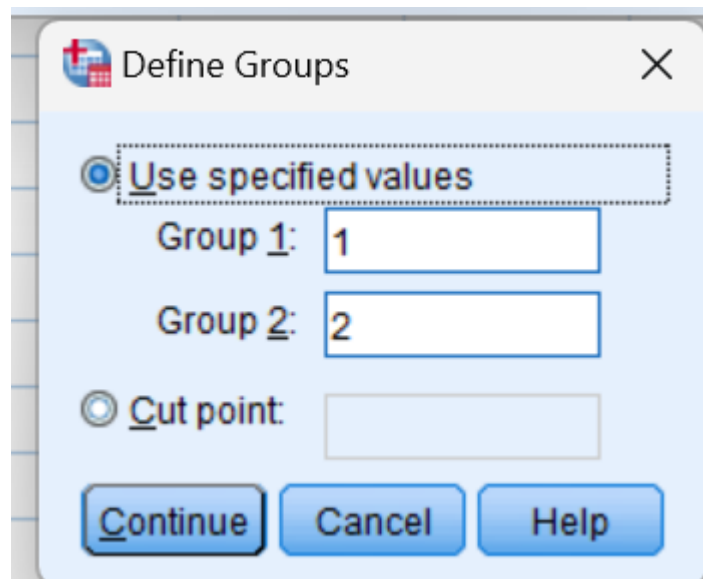 Define Groups
Use specified values
Group 1: 1
Group 2: 2
Cut point:
Continue Cancel Help